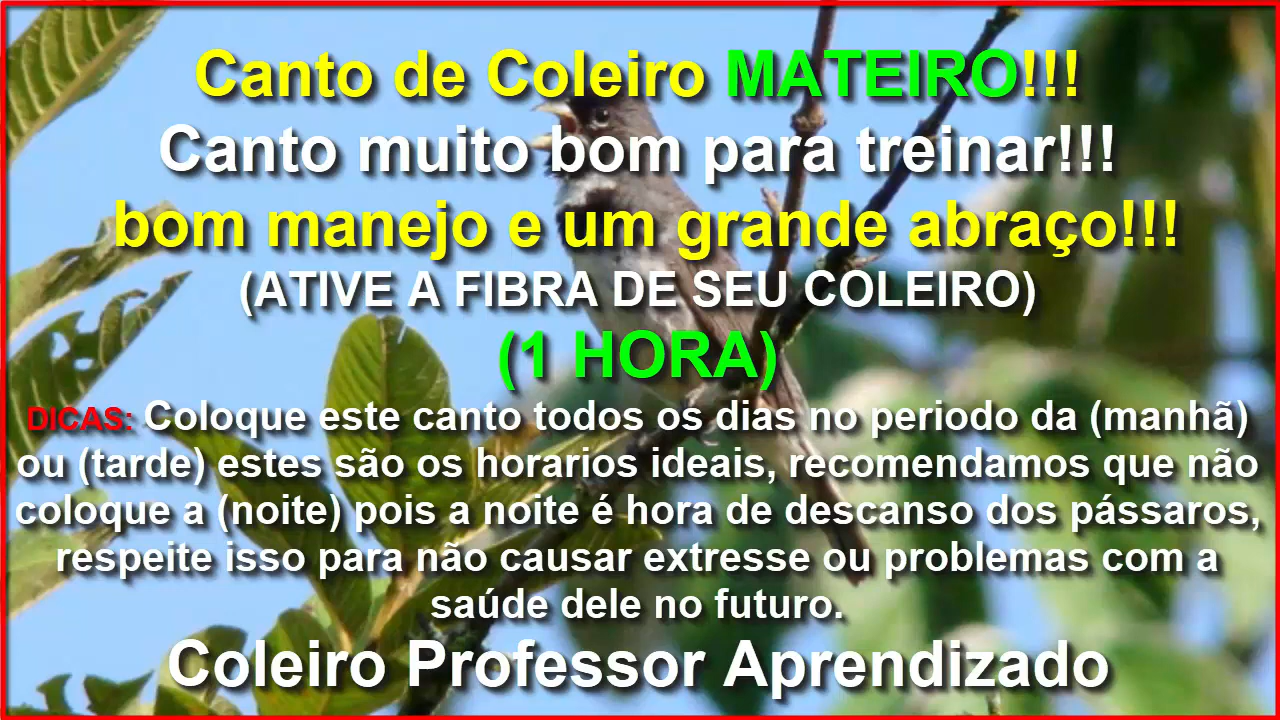 Canto de Coleiro MATEIRO!!!
Canto muito bom para treinar!!!
bom manejo e um grande abraço!!!
(ATIVE A FIBRA DE SEU COLEIRO)
(1 HORA)
DICAS: Coloque este canto todos os dias no periodo da (manhã)
ou (tarde) estes são os horarios ideais, recomendamos que não
coloque a (noite) pois a noite é hora de descanso dos pássaros,
respeite isso para não causar extresse ou problemas com a
saúde dele no futuro.
Coleiro Professor Aprendizado